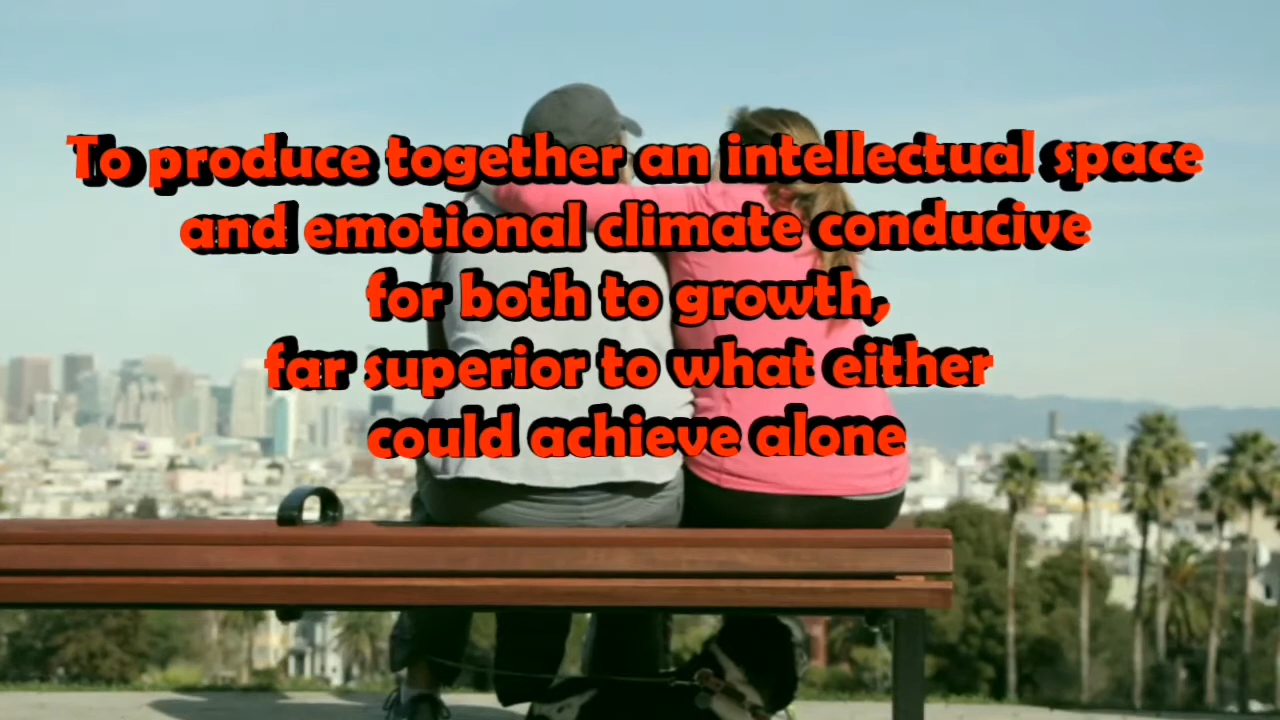 To produce together an intellectual space
and emotional climate conducive
for both to growth,
far superior to what either
could achieve alone